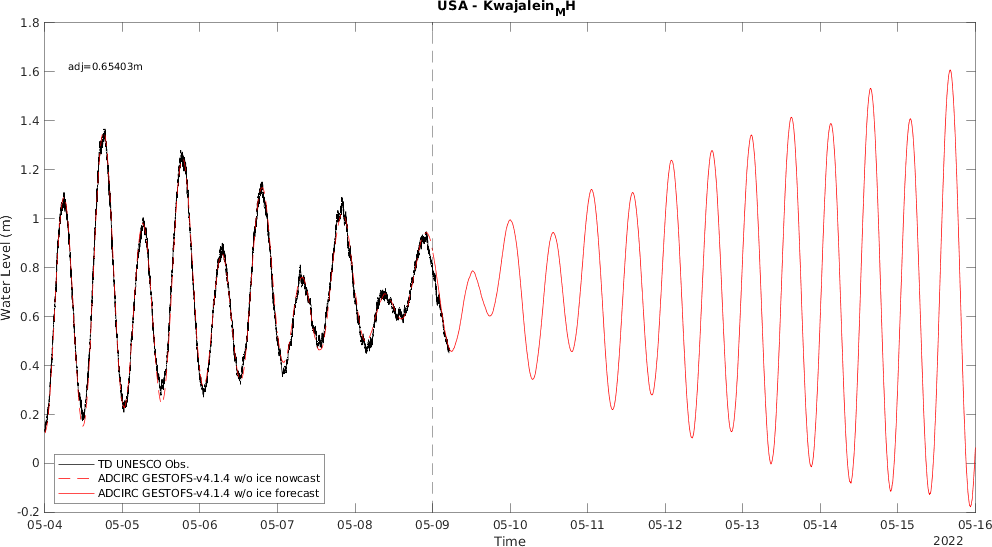 USA - Kwajalein_MH
1.8
adj=0.65403m
1.6
1.4
1.2
1
0.8
0.6
0.4
0.2
0
-0.2
Water Level (m)
TD UNESCO Obs.
ADCIRC GESTOFS-v4.1.4 w/o ice nowcast
ADCIRC GESTOFS-v4.1.4 w/o ice forecast
05-04 05-05 05-06 05-07 05-08 05-09 05-10 05-11 05-12 05-13 05-14 05-15 05-16
Time
2022